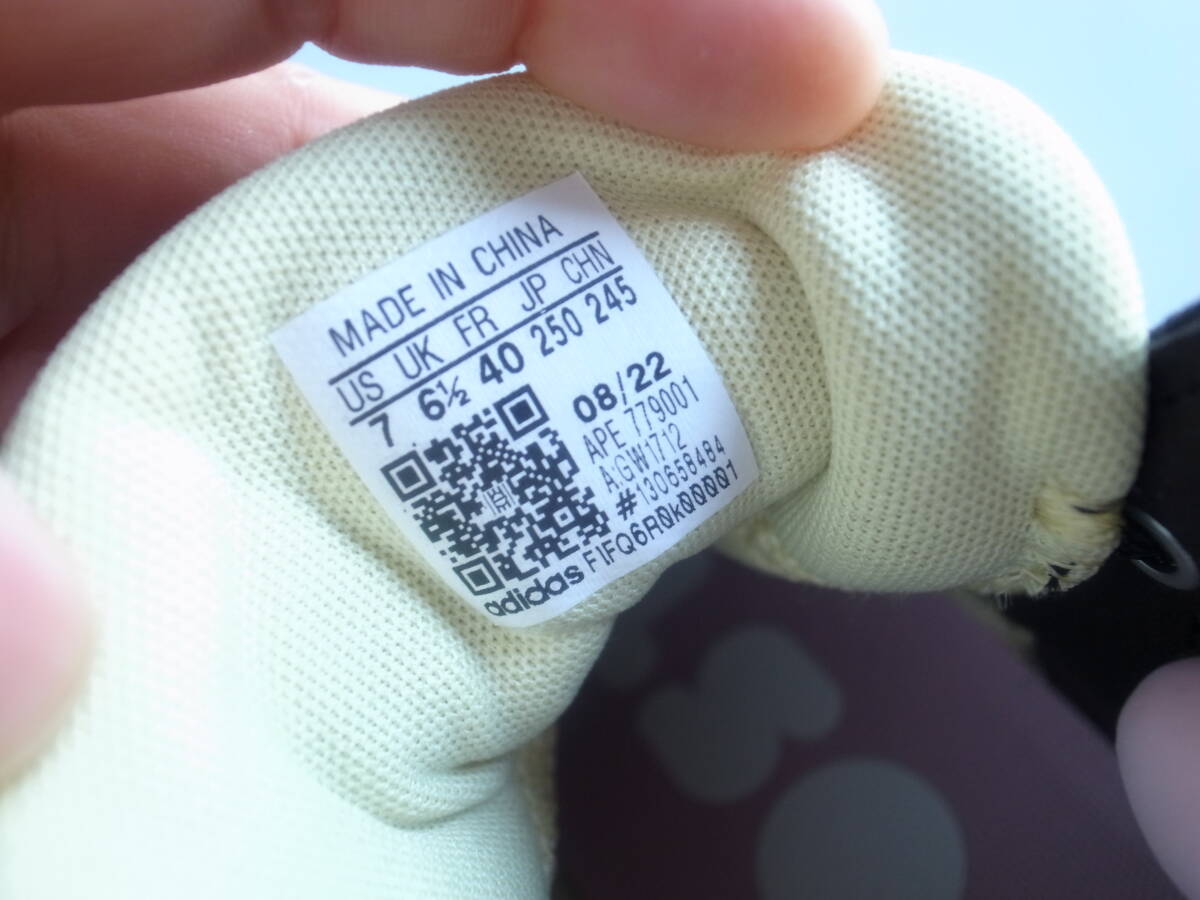 MADE IN CHINA
US UK FR JP CHN
7 6½ 40 250 245
08/22
APE 779001
A:GW1712
#130658484
adidas FIFQ6R0k00001